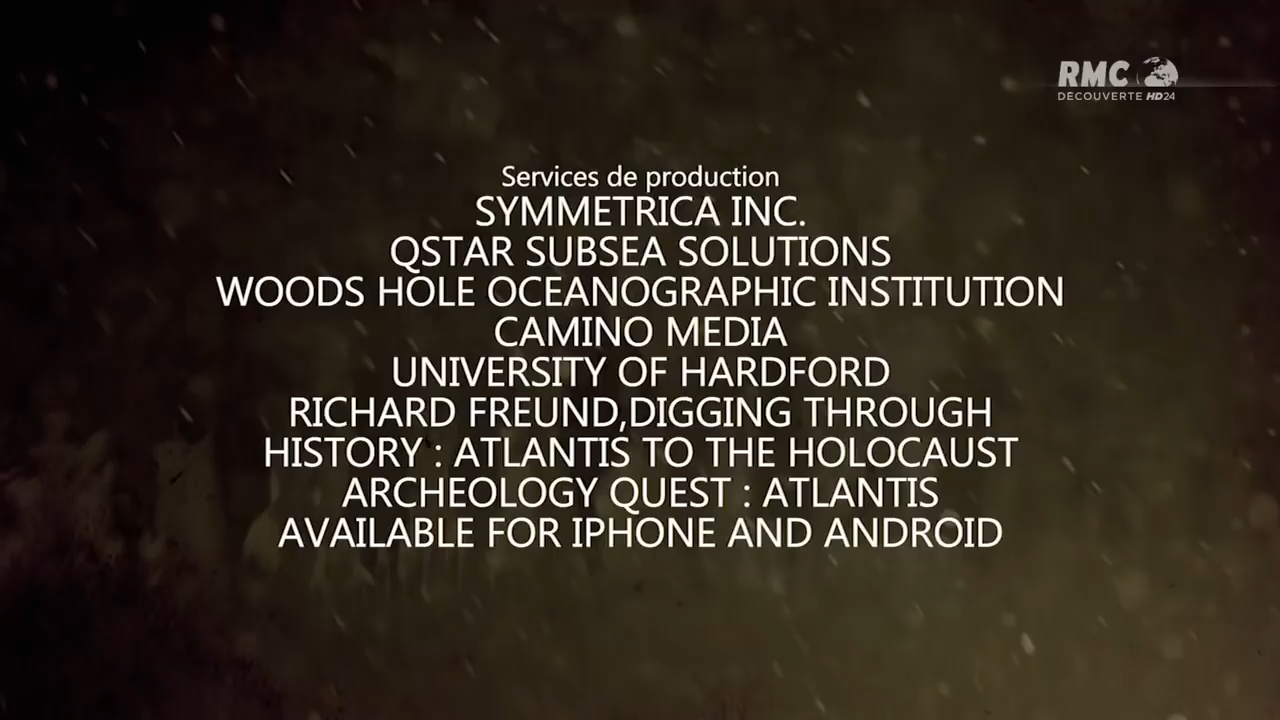 RMC
DECOUVERTE HD24
Services de production
SYMMETRICA INC.
QSTAR SUBSEA SOLUTIONS
WOODS HOLE OCEANOGRAPHIC INSTITUTION
CAMINO MEDIA
UNIVERSITY OF HARDFORD
RICHARD FREUND,DIGGING THROUGH
HISTORY : ATLANTIS TO THE HOLOCAUST
ARCHEOLOGY QUEST : ATLANTIS
AVAILABLE FOR IPHONE AND ANDROID